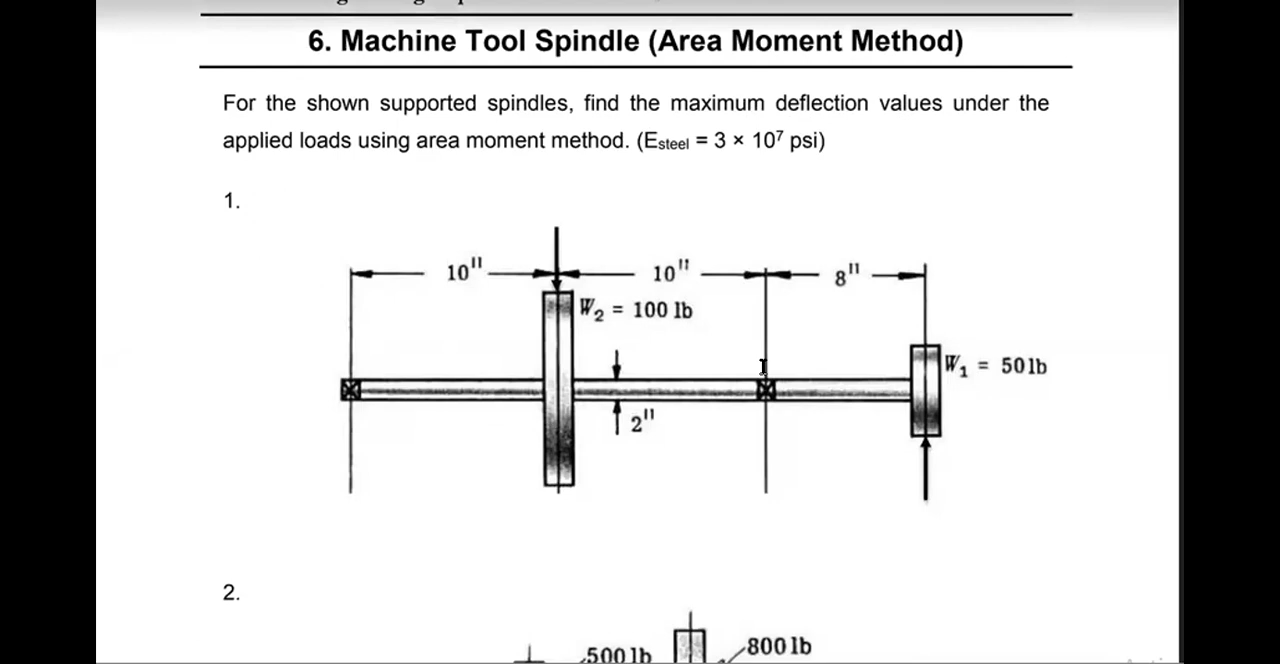 6. Machine Tool Spindle (Area Moment Method)
For the shown supported spindles, find the maximum deflection values under the
applied loads using area moment method. (Esteel = 3 × 10⁷ psi)
1.
10" 10" 8"
W₂ = 100 lb
W₁ = 50 lb
2"
2.
500 lb 800 lb